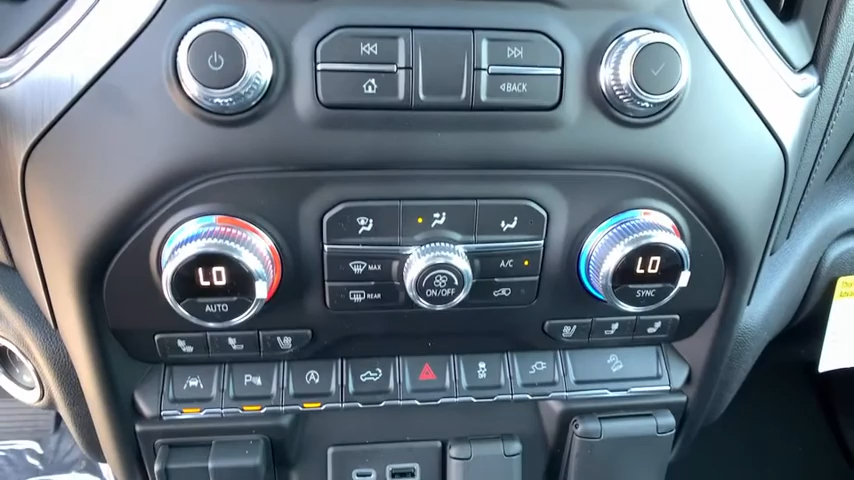 BACK
LO
AUTO
MAX
REAR
ON/OFF
A/C
LO
SYNC